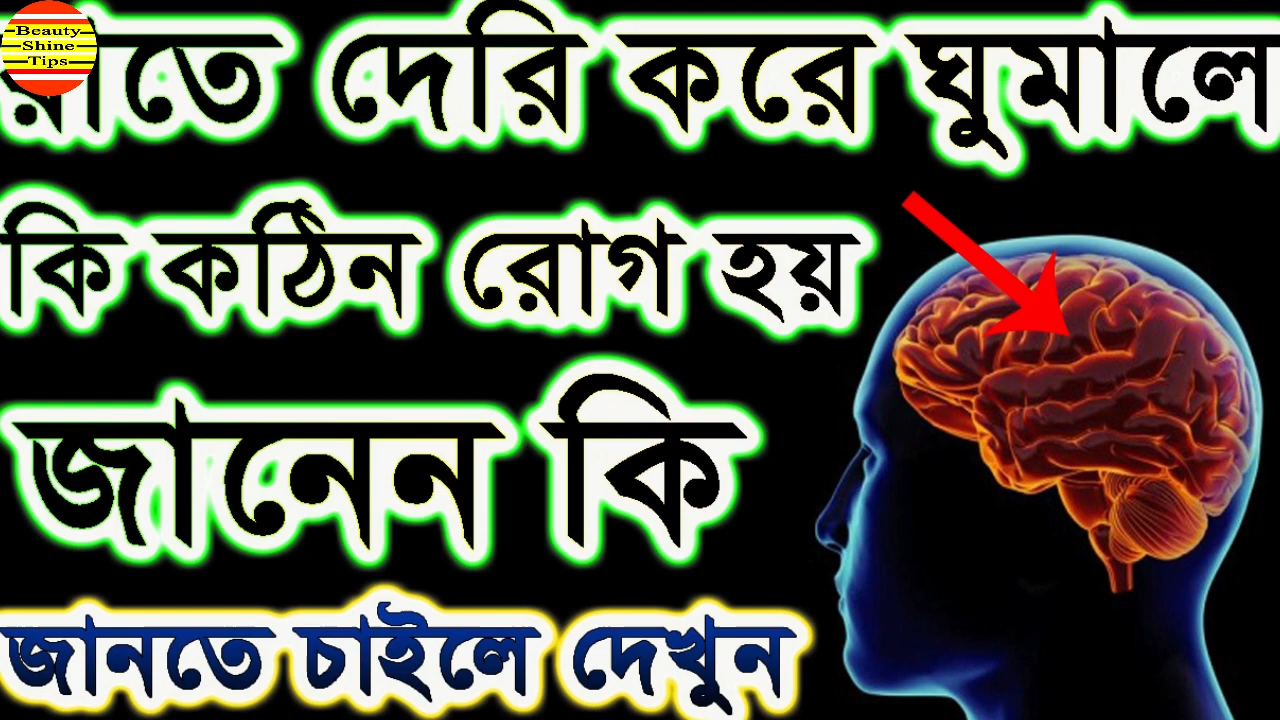 Beauty
Shine
Tips
রাতে দেরি করে ঘুমালে
কি কঠিন রোগ হয়
জানেন কি
জানতে চাইলে দেখুন